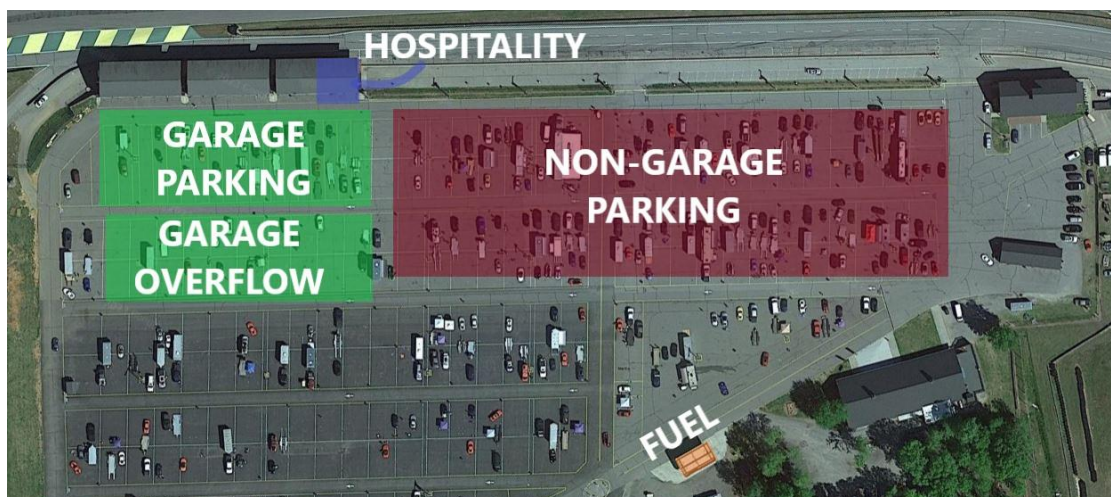 HOSPITALITY
GARAGE
PARKING
GARAGE
OVERFLOW
NON-GARAGE
PARKING
FUEL